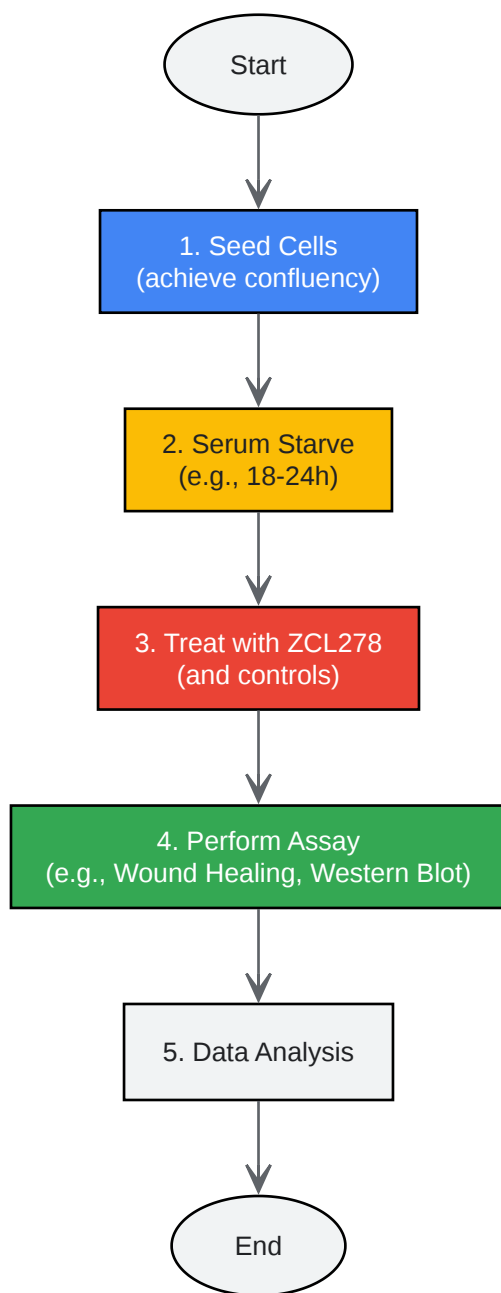 Start
1. Seed Cells
(achieve confluency)
2. Serum Starve
(e.g., 18-24h)
3. Treat with ZCL278
(and controls)
4. Perform Assay
(e.g., Wound Healing, Western Blot)
5. Data Analysis
End